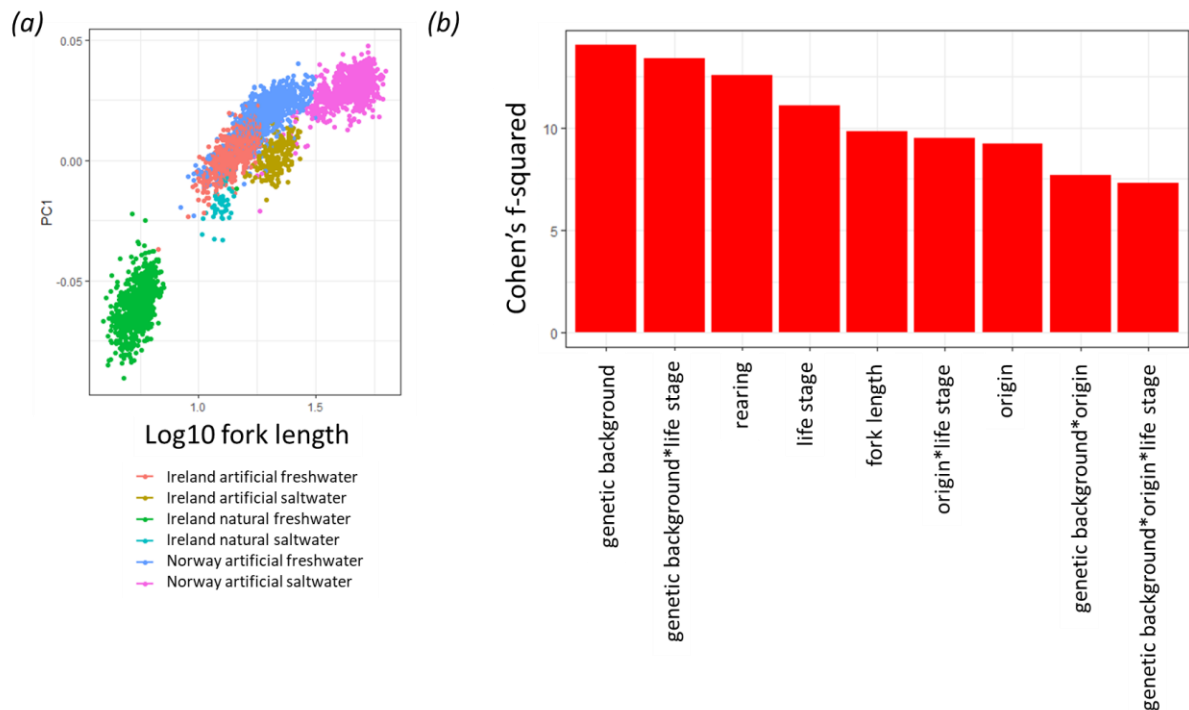 (a)
0.05
0.00
-0.05
PC1
1.0
1.5
Log10 fork length
Ireland artificial freshwater
Ireland artificial saltwater
Ireland natural freshwater
Ireland natural saltwater
Norway artificial freshwater
Norway artificial saltwater
(b)
10
5
0
Cohen's f-squared
genetic background
genetic background*life stage
rearing
life stage
fork length
origin*life stage
origin
genetic background*origin
genetic background*origin*life stage